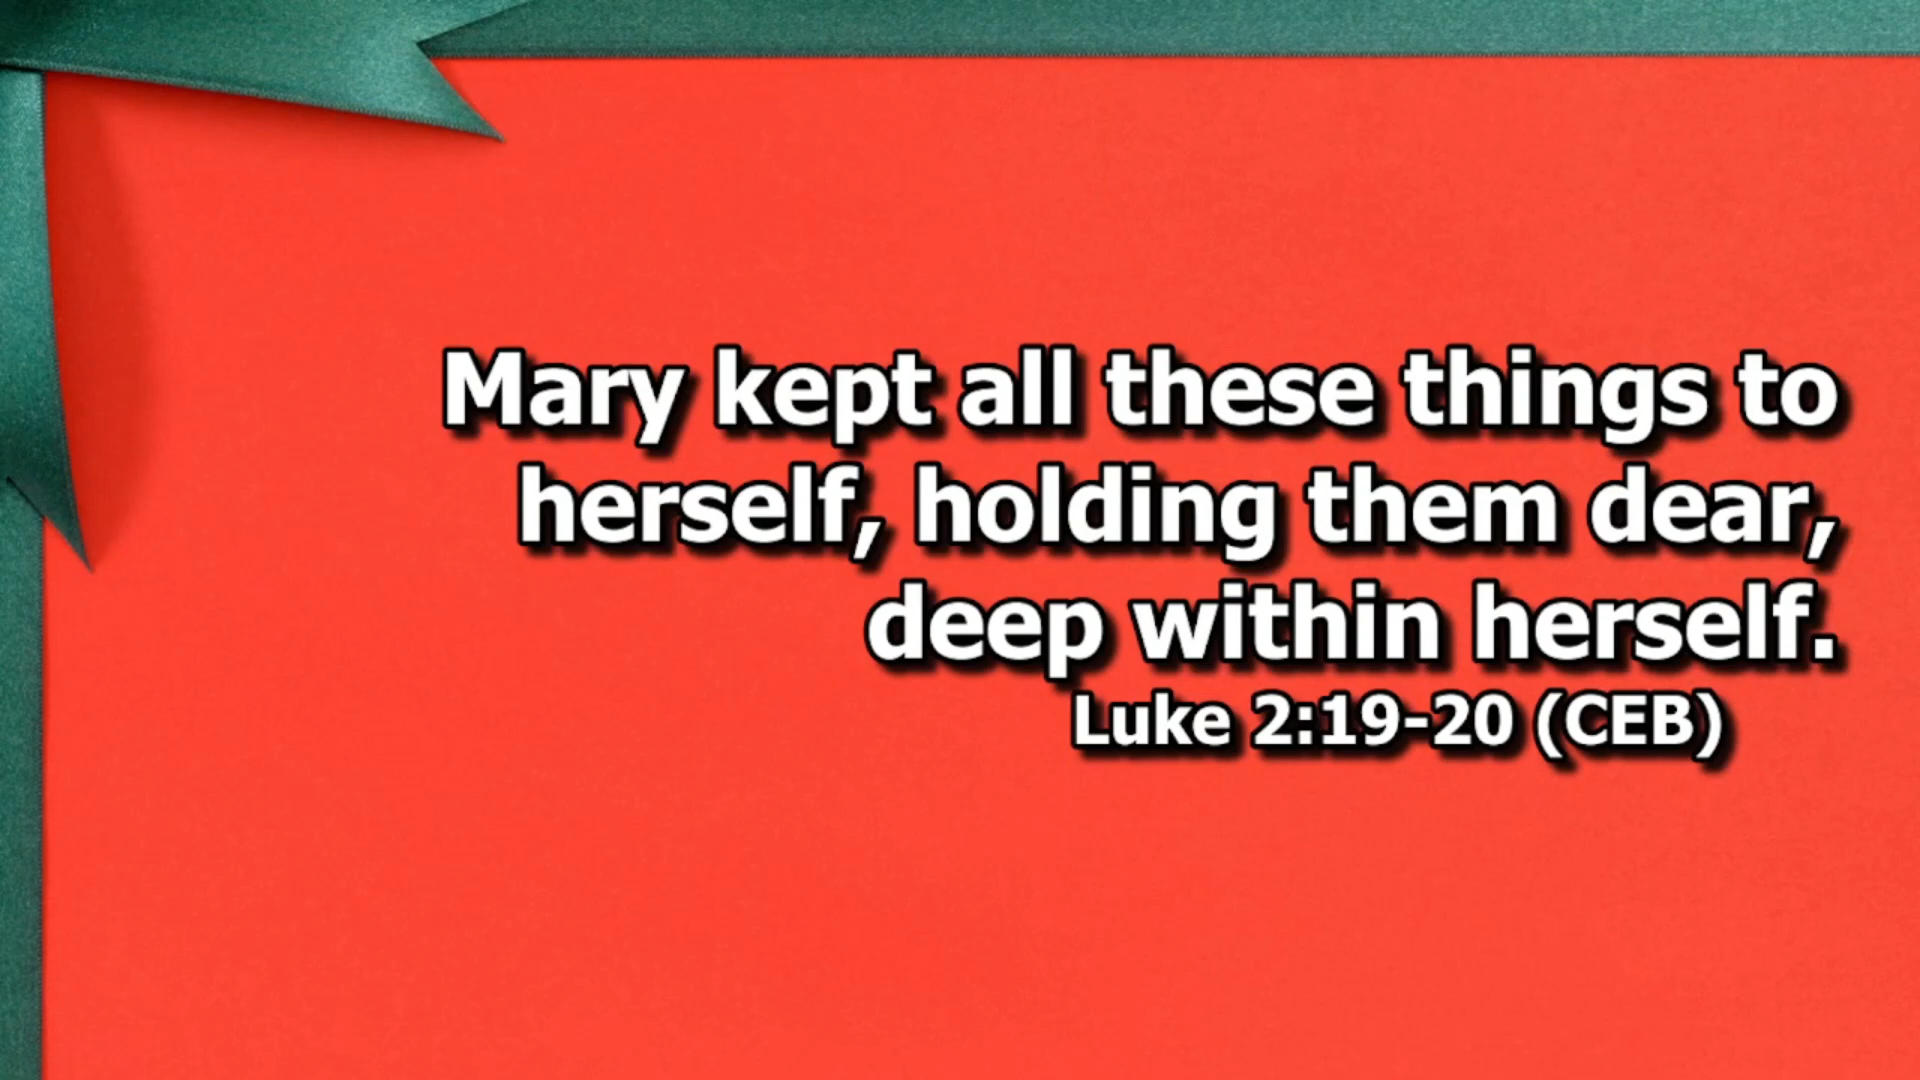 Mary kept all these things to
herself, holding them dear,
deep within herself.
Luke 2:19-20 (CEB)